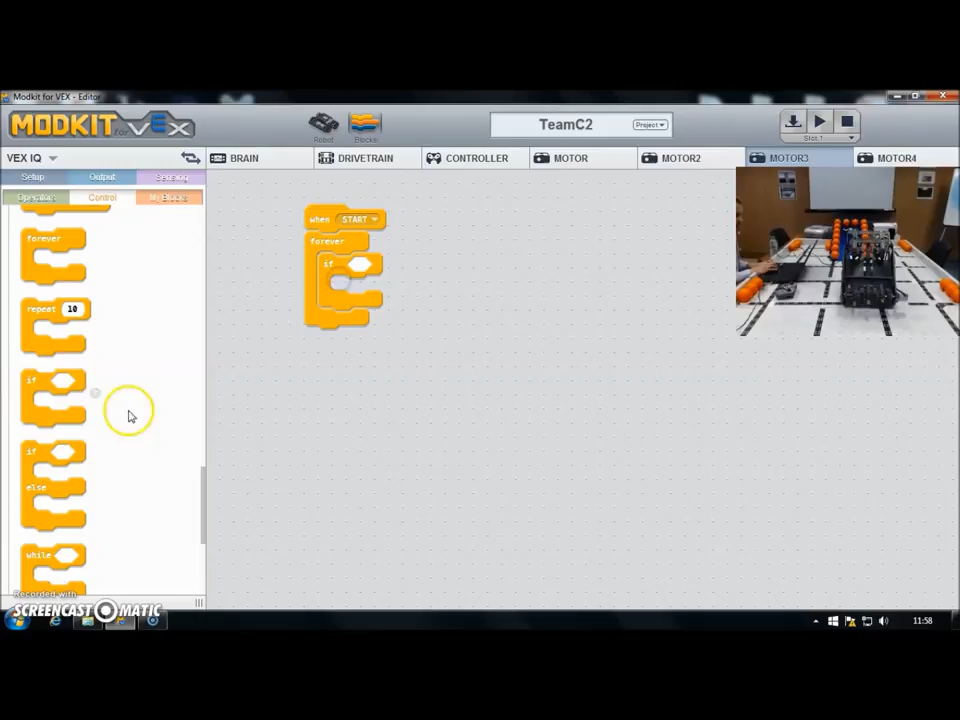 Modkit for VEX - Editor
MODKIT for VEX
Robot
Blocks
TeamC2
Project
Slot 1
VEX IQ
BRAIN
DRIVETRAIN
CONTROLLER
MOTOR
MOTOR2
MOTOR3
MOTOR4
Setup
Output
Sensing
Operators
Control
My Blocks
forever
repeat 10
if
if
else
while
when START
forever
if
Recorded with
SCREENCAST MATIC
11:58